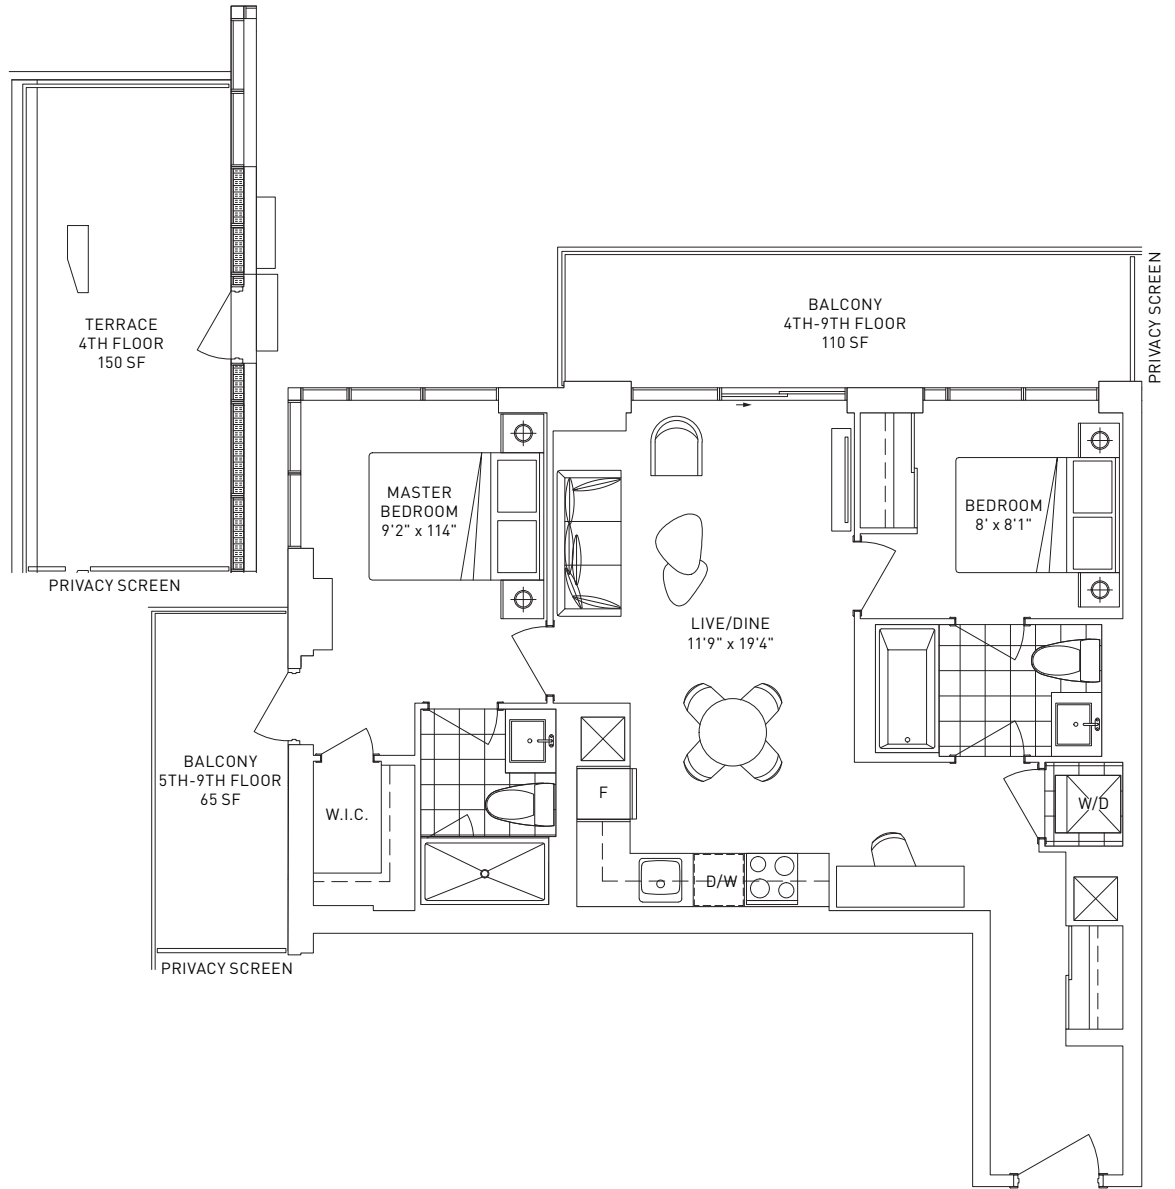 TERRACE
4TH FLOOR
150 SF
PRIVACY SCREEN
BALCONY
4TH-9TH FLOOR
110 SF
PRIVACY SCREEN
MASTER
BEDROOM
9'2" x 114"
BEDROOM
8' x 8'1"
LIVE/DINE
11'9" x 19'4"
BALCONY
5TH-9TH FLOOR
65 SF
PRIVACY SCREEN
W.I.C.
F
D/W
W/D